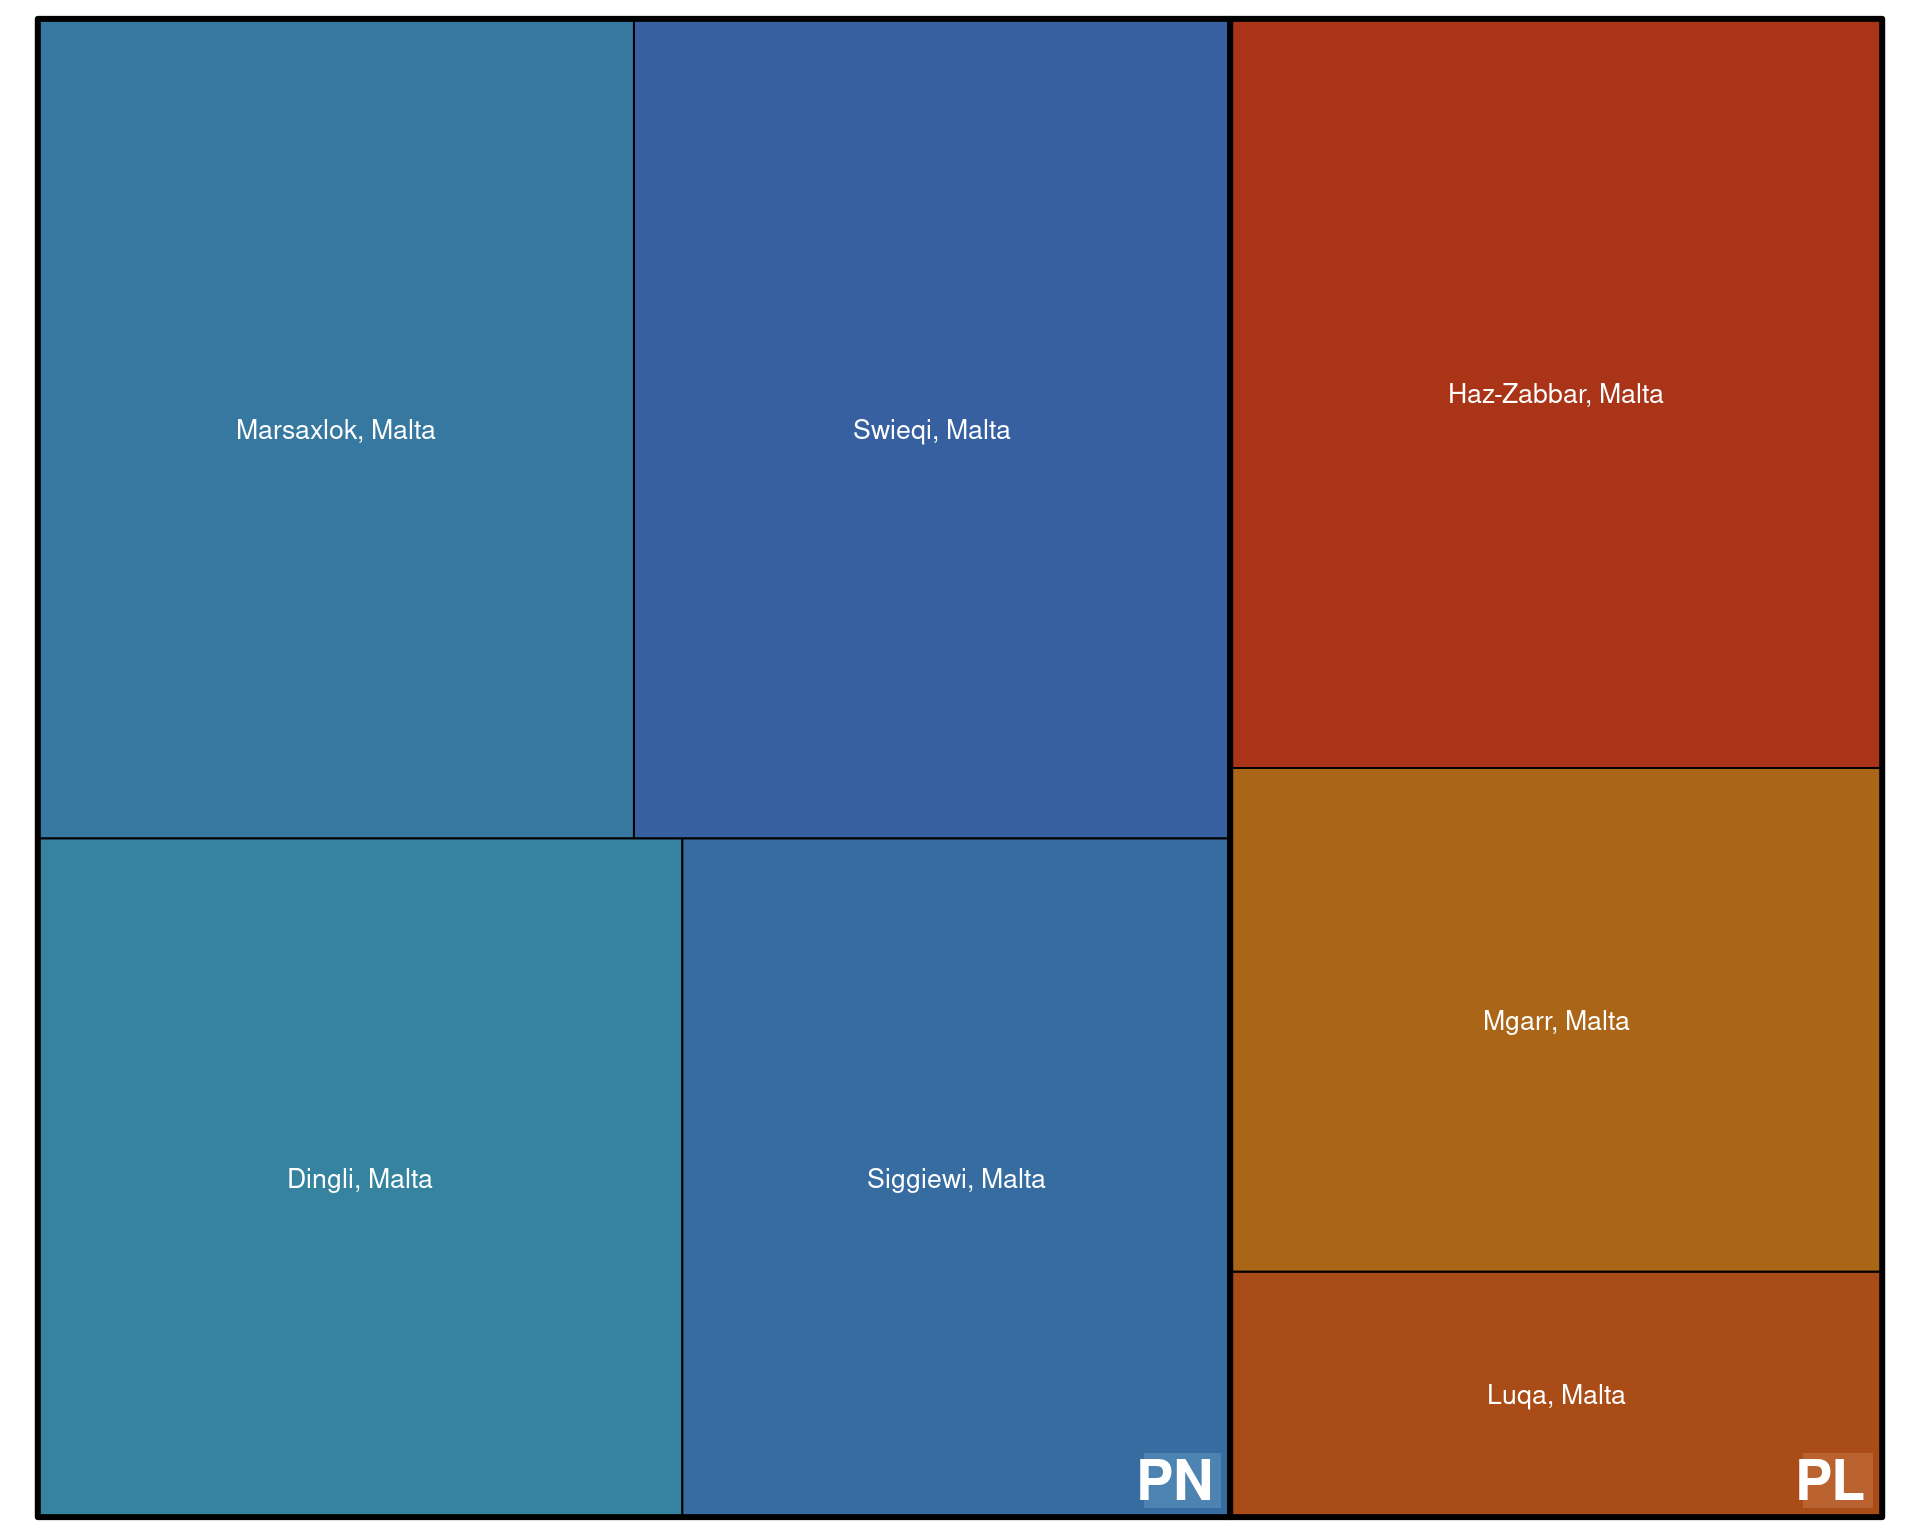 Marsaxlok, Malta
Swieqi, Malta
Haz-Zabbar, Malta
Mgarr, Malta
Dingli, Malta
Siggiewi, Malta
Luqa, Malta
PN
PL